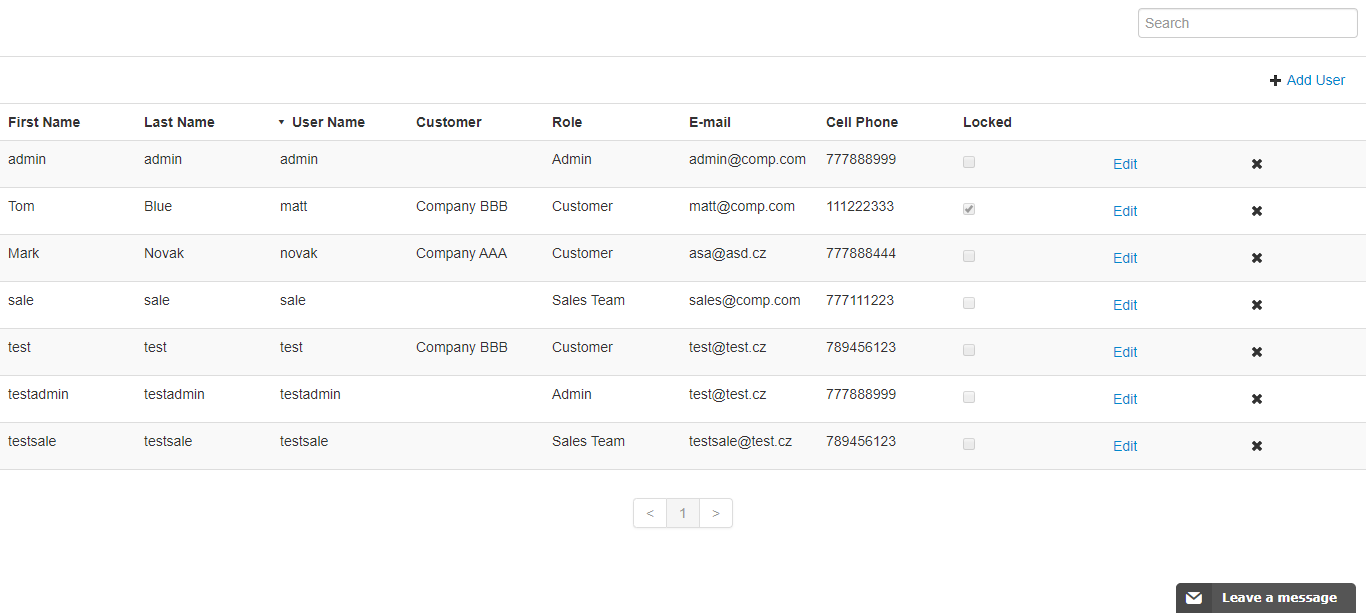 Search
Add User
First Name Last Name User Name Customer Role E-mail Cell Phone Locked
admin admin admin Admin admin@comp.com 777888999 Edit
Tom Blue matt Company BBB Customer matt@comp.com 111222333 Edit
Mark Novak novak Company AAA Customer asa@asd.cz 777888444 Edit
sale sale sale Sales Team sales@comp.com 777111223 Edit
test test test Company BBB Customer test@test.cz 789456123 Edit
testadmin testadmin testadmin Admin test@test.cz 777888999 Edit
testsale testsale testsale Sales Team testsale@test.cz 789456123 Edit
< 1 >
Leave a message